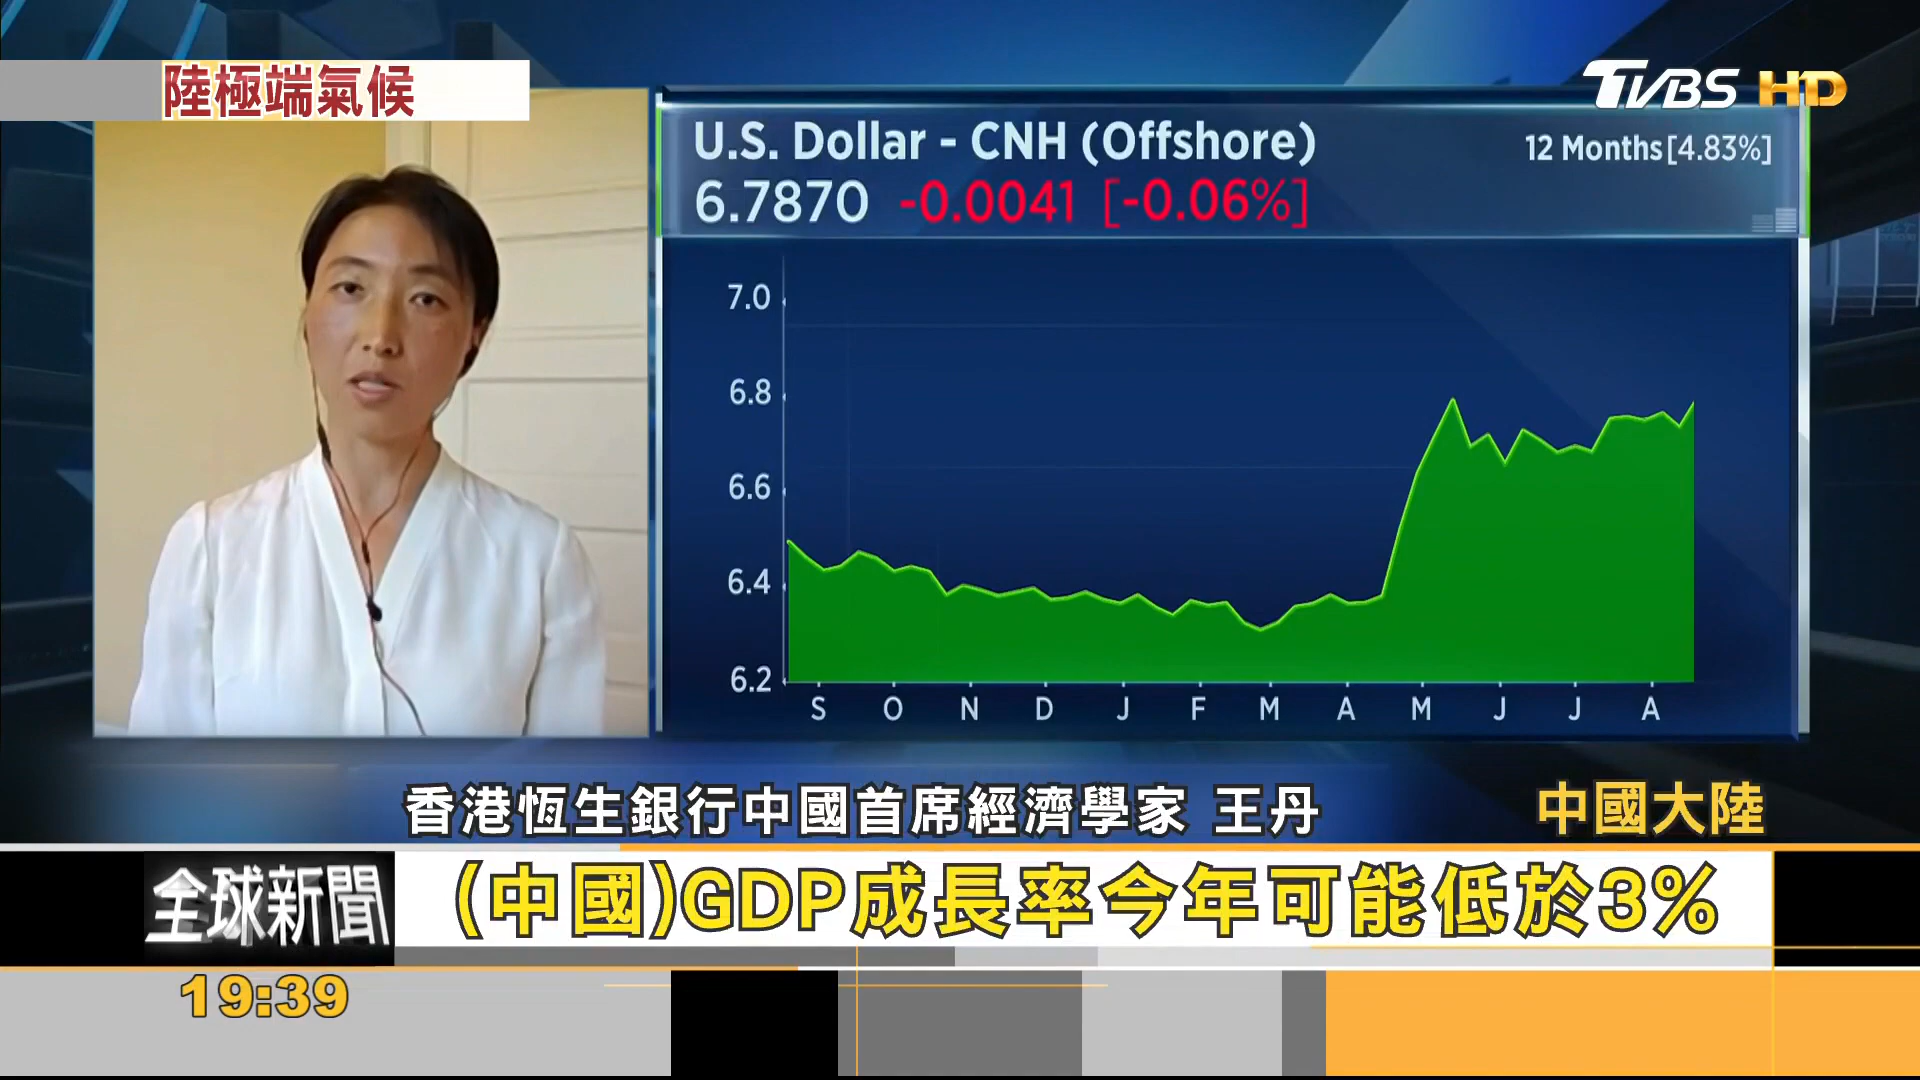 陸極端氣候
TVBS HD
U.S. Dollar - CNH (Offshore)
12 Months [4.83%]
6.7870 -0.0041 [-0.06%]
7.0
6.8
6.6
6.4
6.2
S O N D J F M A M J J A
香港恆生銀行中國首席經濟學家 王丹
中國大陸
全球新聞
(中國)GDP成長率今年可能低於3%
19:39